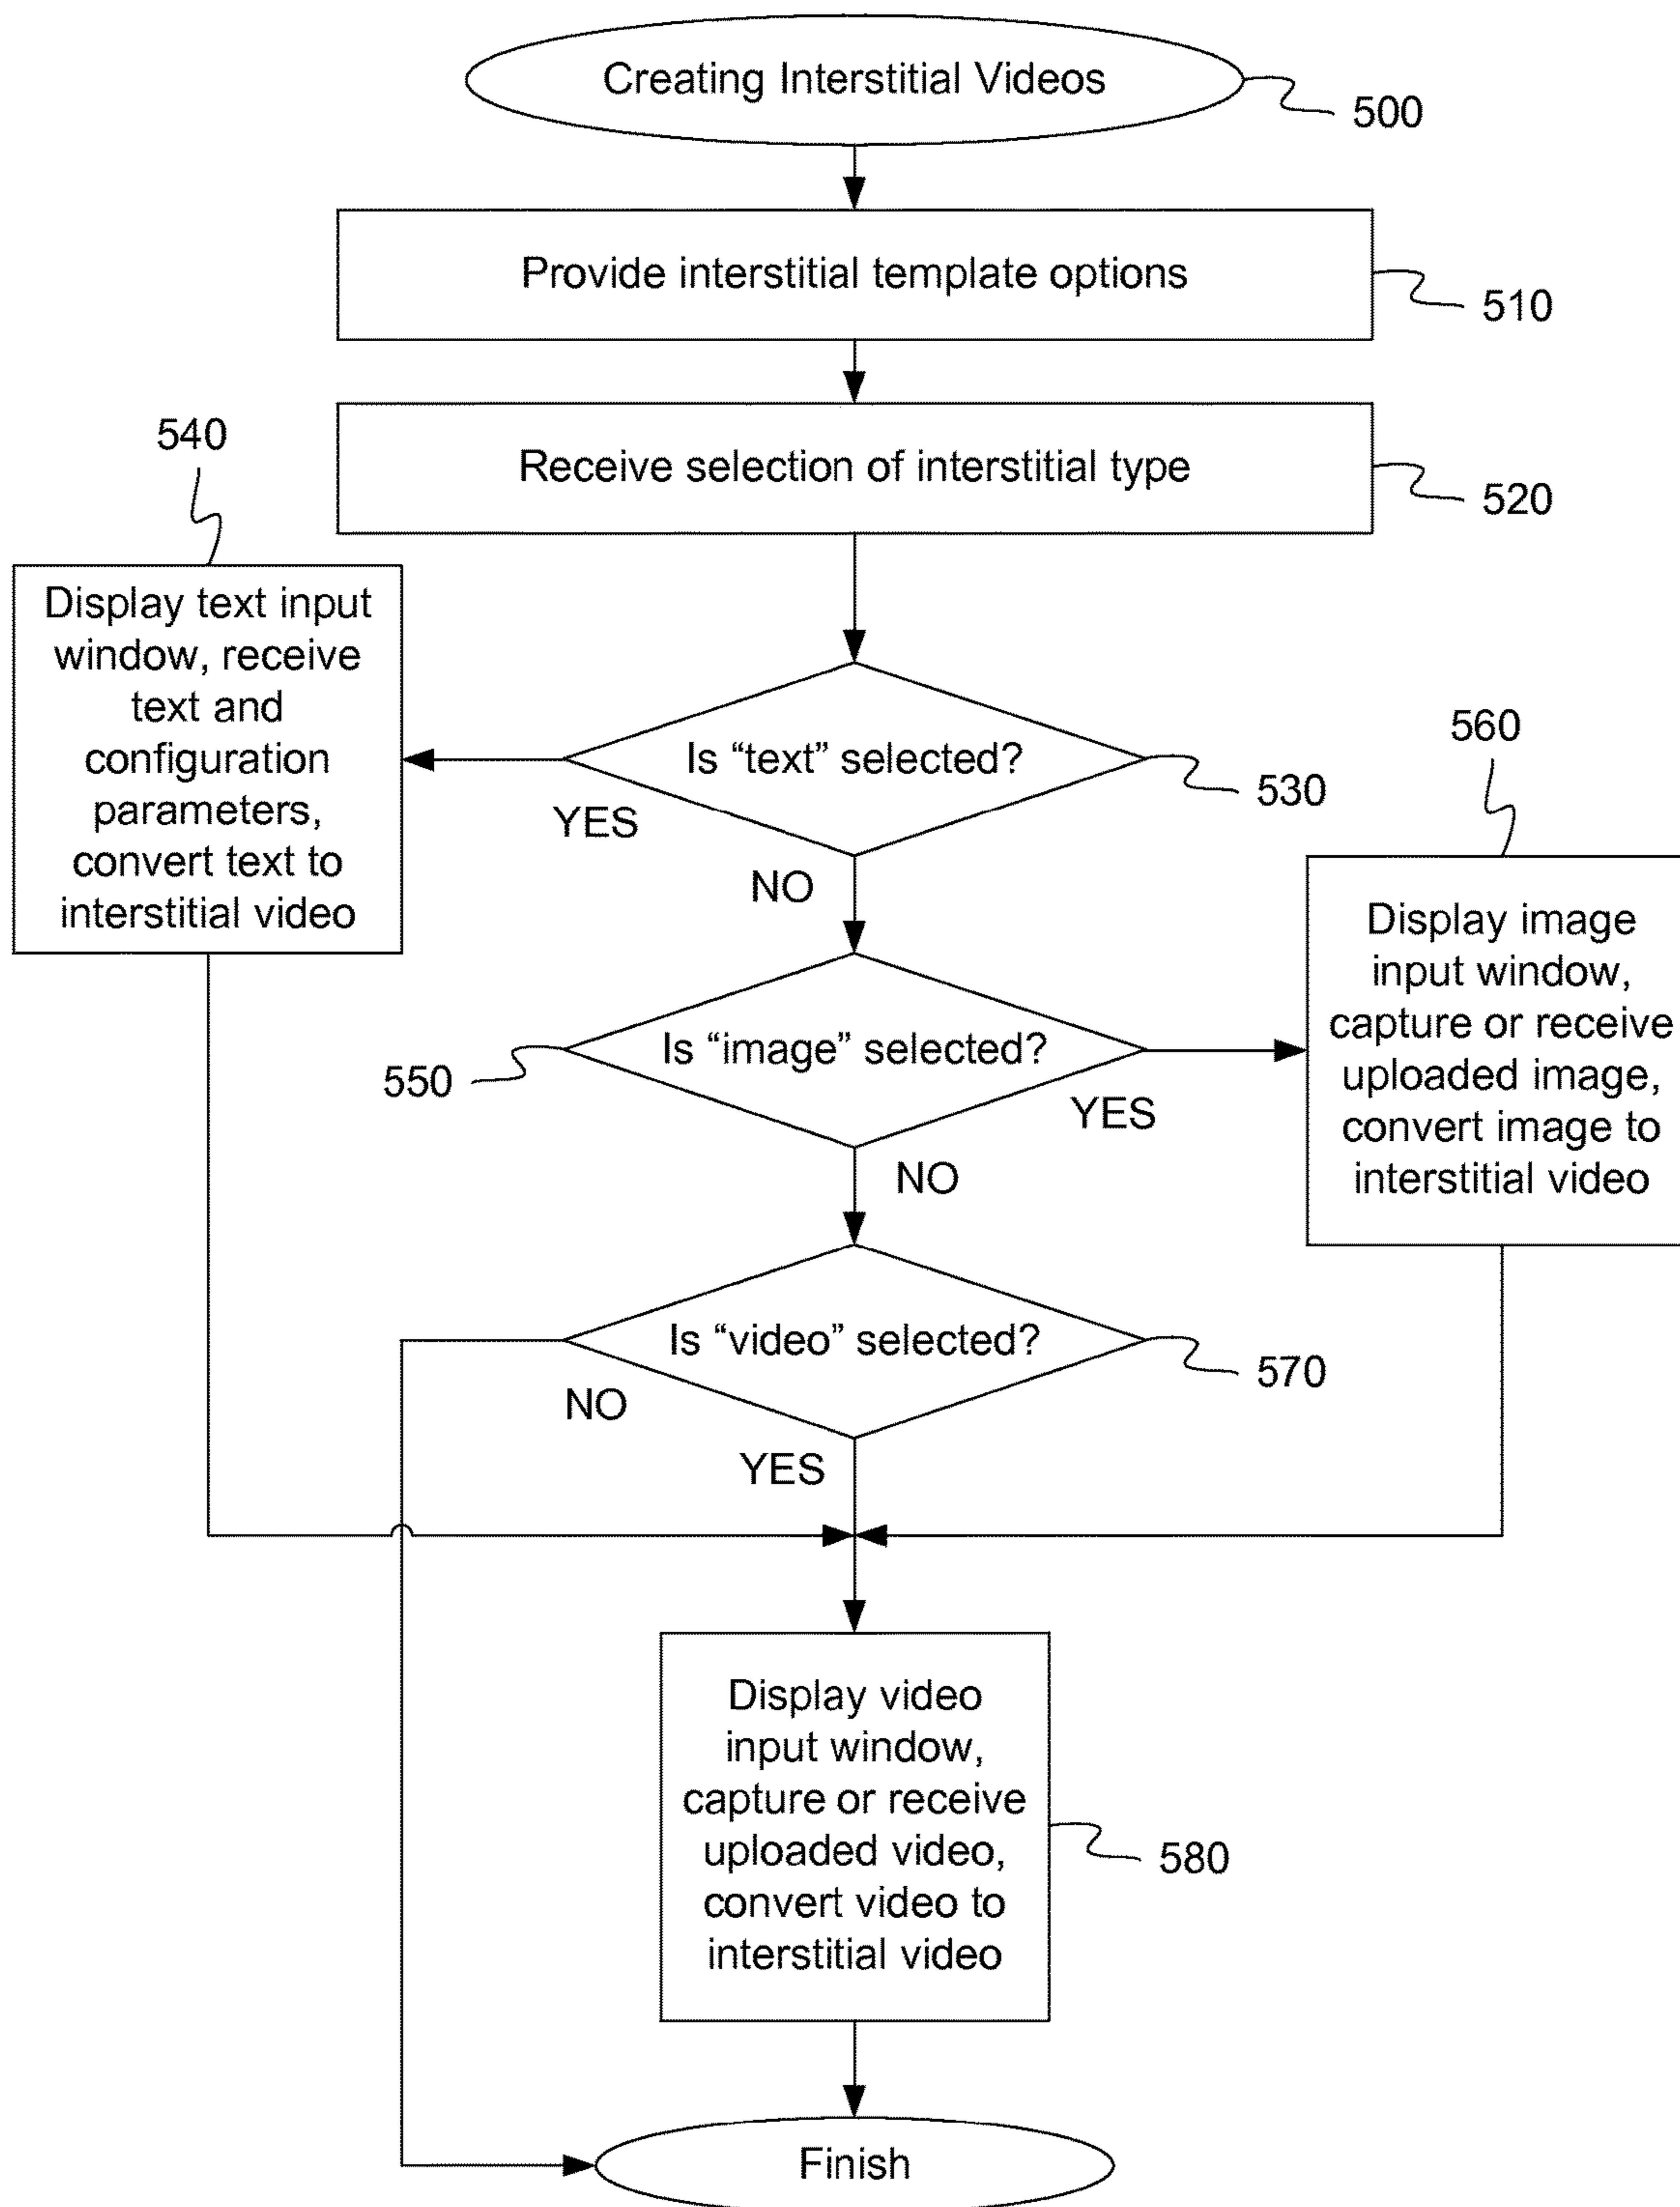 Creating Interstitial Videos
500
Provide interstitial template options
510
540
Receive selection of interstitial type
520
Display text input
window, receive
text and
configuration
parameters,
convert text to
interstitial video
Is “text” selected?
530
YES
NO
560
Display image
input window,
capture or receive
uploaded image,
convert image to
interstitial video
Is “image” selected?
550
YES
NO
Is “video” selected?
570
NO
YES
Display video
input window,
capture or receive
uploaded video,
convert video to
interstitial video
580
Finish